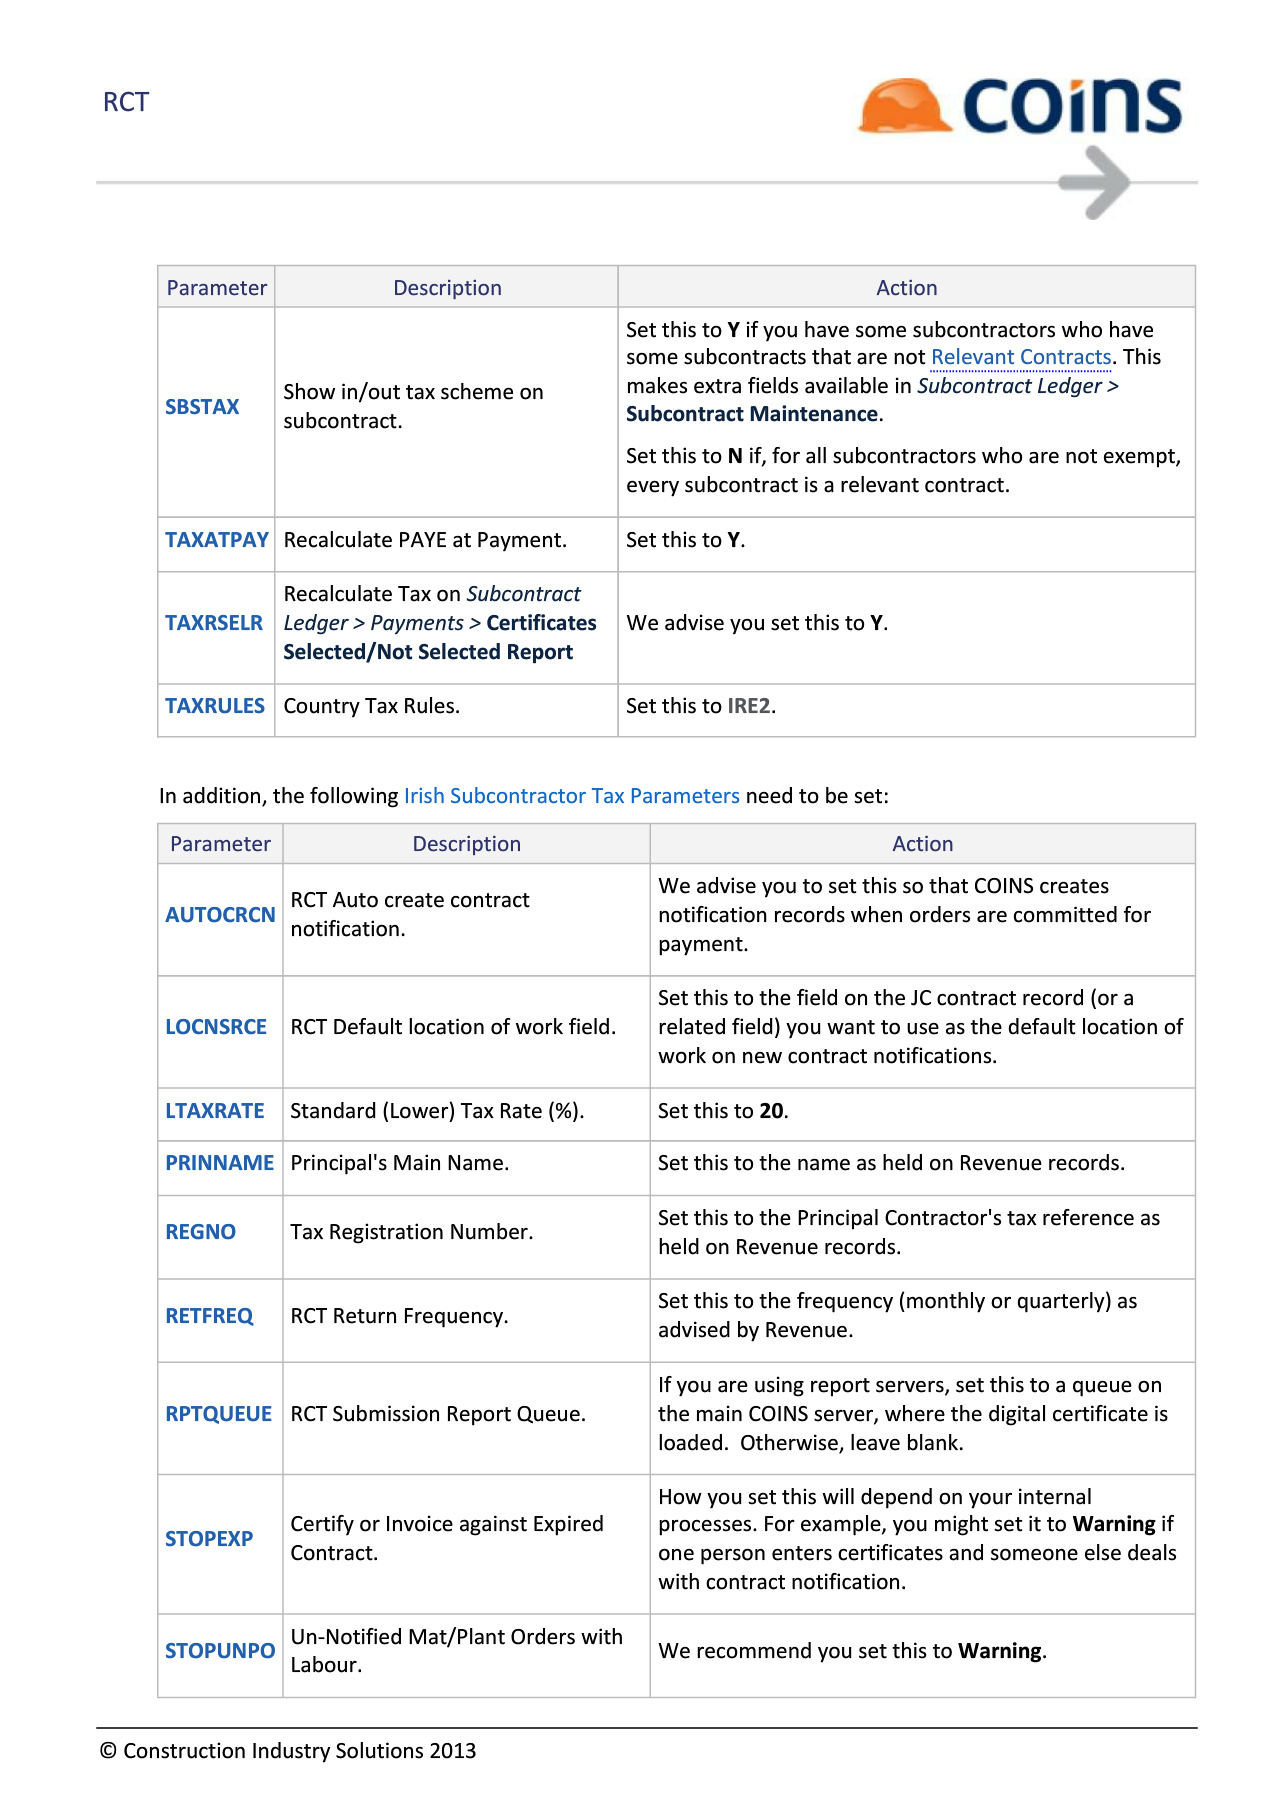 RCT
coins
Parameter Description Action
SBSTAX
Show in/out tax scheme on
subcontract.
Set this to Y if you have some subcontractors who have
some subcontracts that are not Relevant Contracts. This
makes extra fields available in Subcontract Ledger >
Subcontract Maintenance.
Set this to N if, for all subcontractors who are not exempt,
every subcontract is a relevant contract.
TAXATPAY Recalculate PAYE at Payment. Set this to Y.
TAXRSELR
Recalculate Tax on Subcontract
Ledger > Payments > Certificates
Selected/Not Selected Report
We advise you set this to Y.
TAXRULES Country Tax Rules. Set this to IRE2.
In addition, the following Irish Subcontractor Tax Parameters need to be set:
Parameter Description Action
AUTOCRCN
RCT Auto create contract
notification.
We advise you to set this so that COINS creates
notification records when orders are committed for
payment.
LOCNSRCE
RCT Default location of work field.
Set this to the field on the JC contract record (or a
related field) you want to use as the default location of
work on new contract notifications.
LTAXRATE Standard (Lower) Tax Rate (%). Set this to 20.
PRINNAME Principal's Main Name. Set this to the name as held on Revenue records.
REGNO
Tax Registration Number.
Set this to the Principal Contractor's tax reference as
held on Revenue records.
RETFREQ
RCT Return Frequency.
Set this to the frequency (monthly or quarterly) as
advised by Revenue.
RPTQUEUE
RCT Submission Report Queue.
If you are using report servers, set this to a queue on
the main COINS server, where the digital certificate is
loaded. Otherwise, leave blank.
STOPEXP
Certify or Invoice against Expired
Contract.
How you set this will depend on your internal
processes. For example, you might set it to Warning if
one person enters certificates and someone else deals
with contract notification.
STOPUNPO
Un-Notified Mat/Plant Orders with
Labour.
We recommend you set this to Warning.
© Construction Industry Solutions 2013